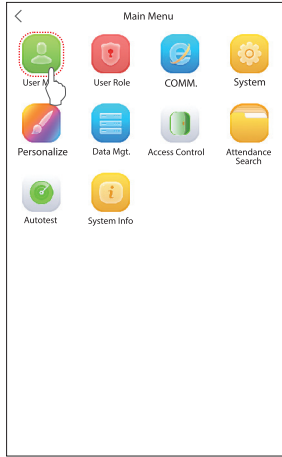 Main Menu
User M
User Role
COMM.
System
Personalize
Data Mgt.
Access Control
Attendance
Search
Autotest
System Info